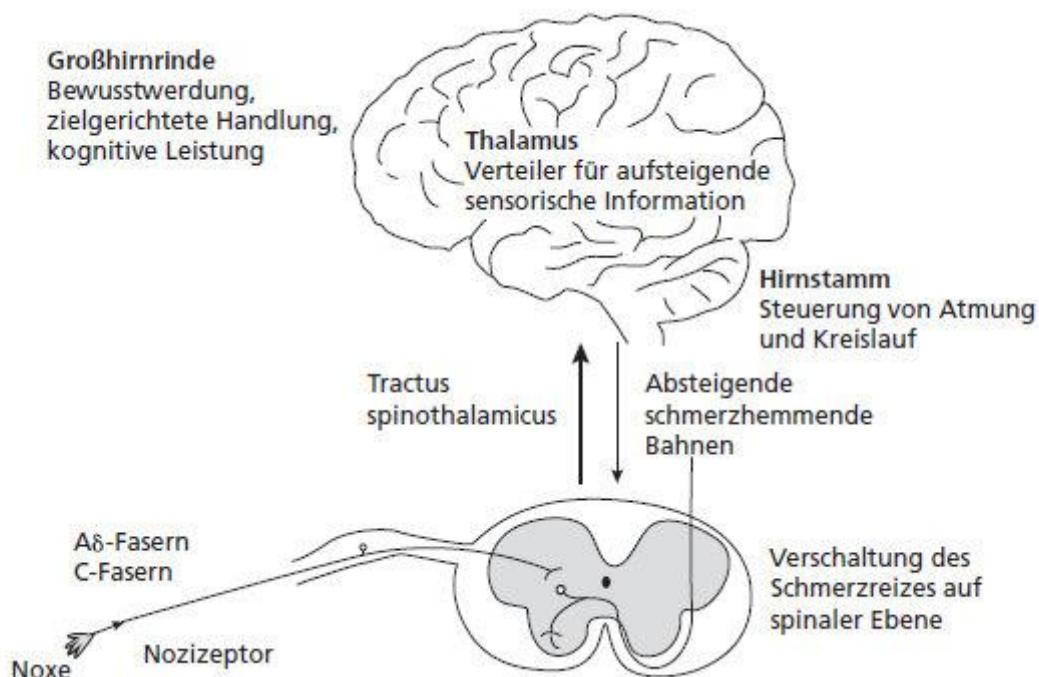 Großhirnrinde
Bewusstwerdung,
zielgerichtete Handlung,
kognitive Leistung
Thalamus
Verteiler für aufsteigende
sensorische Information
Hirnstamm
Steuerung von Atmung
und Kreislauf
Tractus
spinothalamicus
Absteigende
schmerzhemmende
Bahnen
Aδ-Fasern
C-Fasern
Verschaltung des
Schmerzreizes auf
spinaler Ebene
Noxe
Nozizeptor